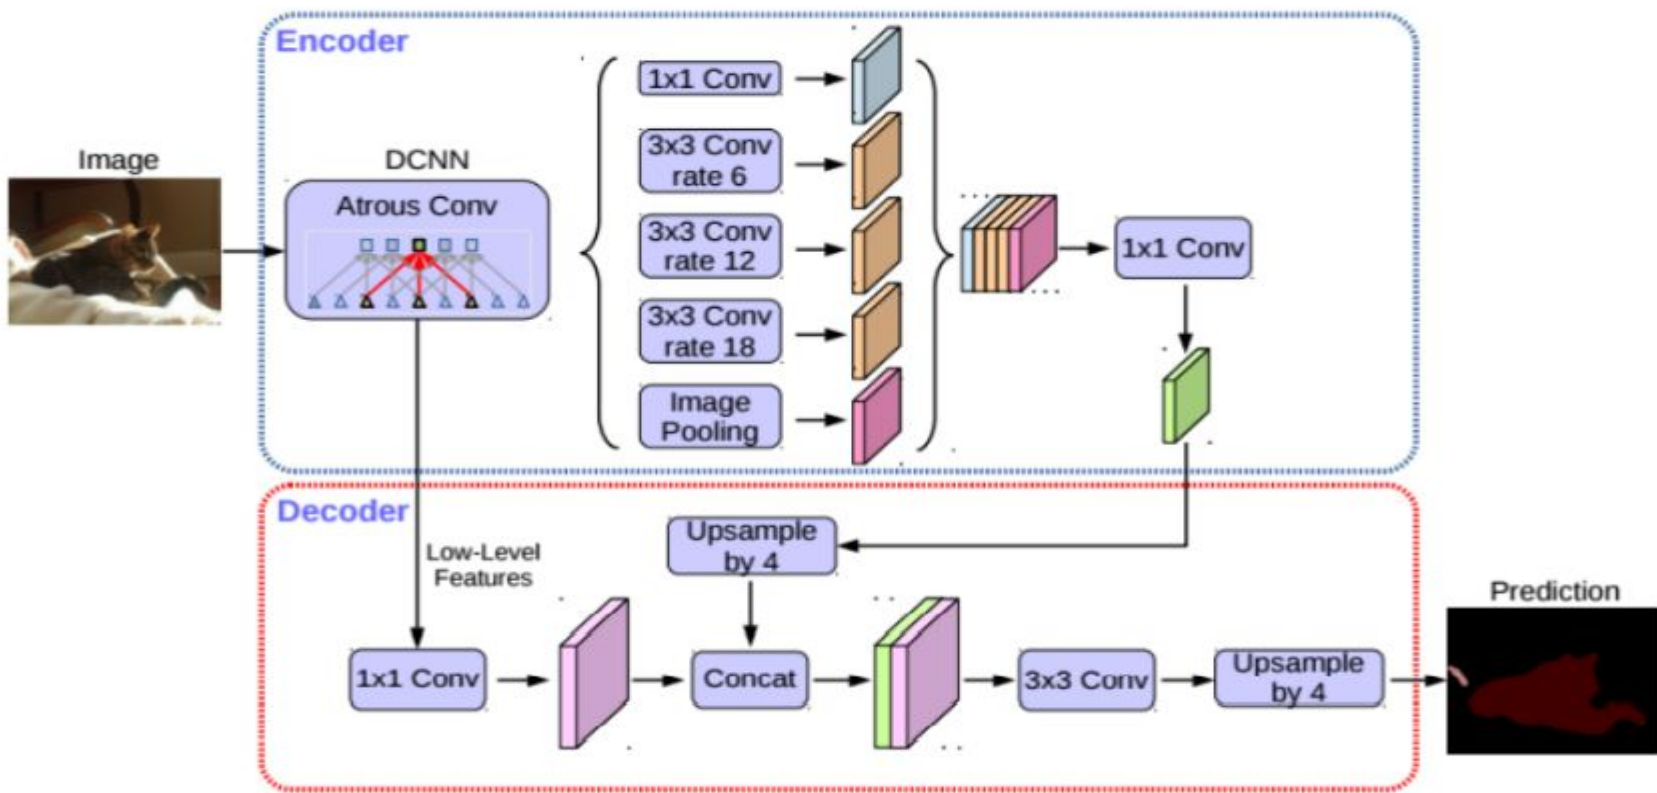 Encoder
Image
DCNN
Atrous Conv
1x1 Conv
3x3 Conv
rate 6
3x3 Conv
rate 12
3x3 Conv
rate 18
Image
Pooling
1x1 Conv
Decoder
Low-Level
Features
Upsample
by 4
1x1 Conv
Concat
3x3 Conv
Upsample
by 4
Prediction